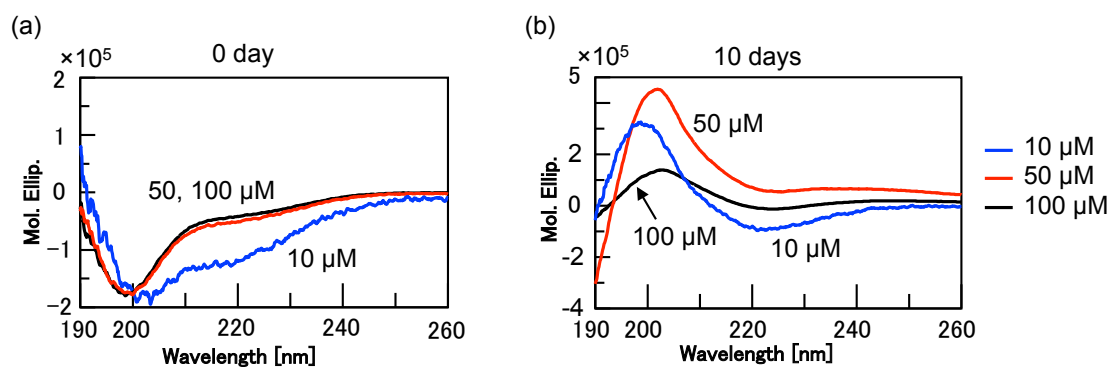 (a)
×10⁵
0 day
2
1
0
−1
−2
50, 100 µM
10 µM
190
200
220
240
260
Mol. Ellip.
Wavelength [nm]
(b)
×10⁵
10 days
5
2
0
−2
−4
50 µM
100 µM
10 µM
190
200
220
240
260
Mol. Ellip.
Wavelength [nm]
10 µM
50 µM
100 µM